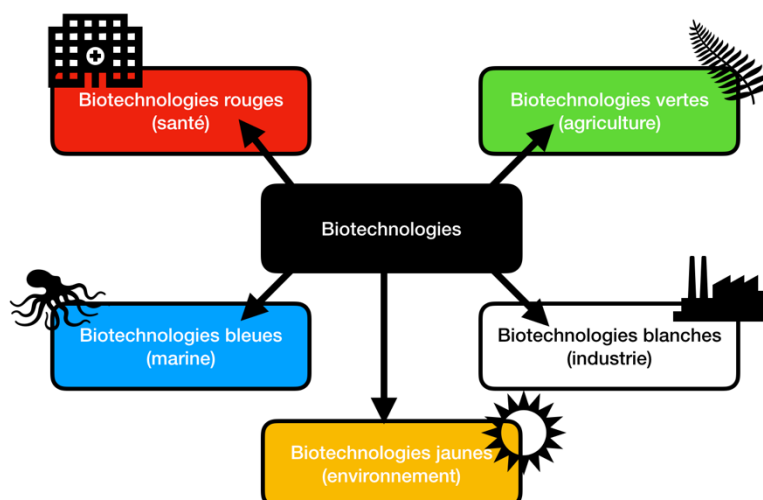 Biotechnologies rouges
(santé)
Biotechnologies vertes
(agriculture)
Biotechnologies
Biotechnologies bleues
(marine)
Biotechnologies blanches
(industrie)
Biotechnologies jaunes
(environnement)